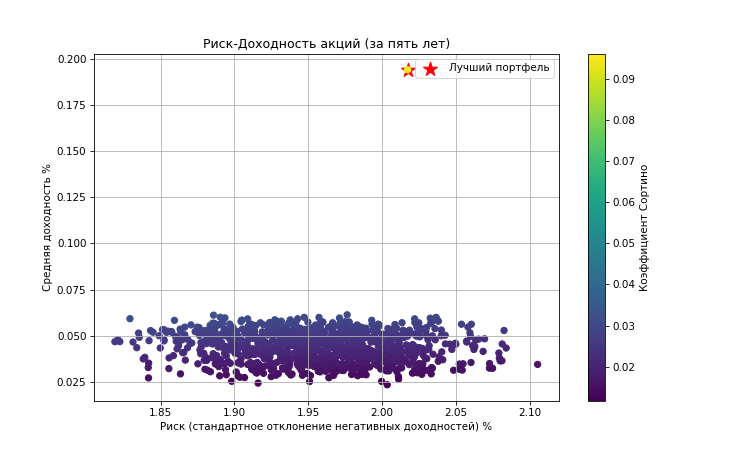 Риск-Доходность акций (за пять лет)
Лучший портфель
Средняя доходность %
0.200
0.175
0.150
0.125
0.100
0.075
0.050
0.025
1.85 1.90 1.95 2.00 2.05 2.10
Риск (стандартное отклонение негативных доходностей) %
0.09
0.08
0.07
0.06
0.05
0.04
0.03
0.02
Коэффициент Сортино